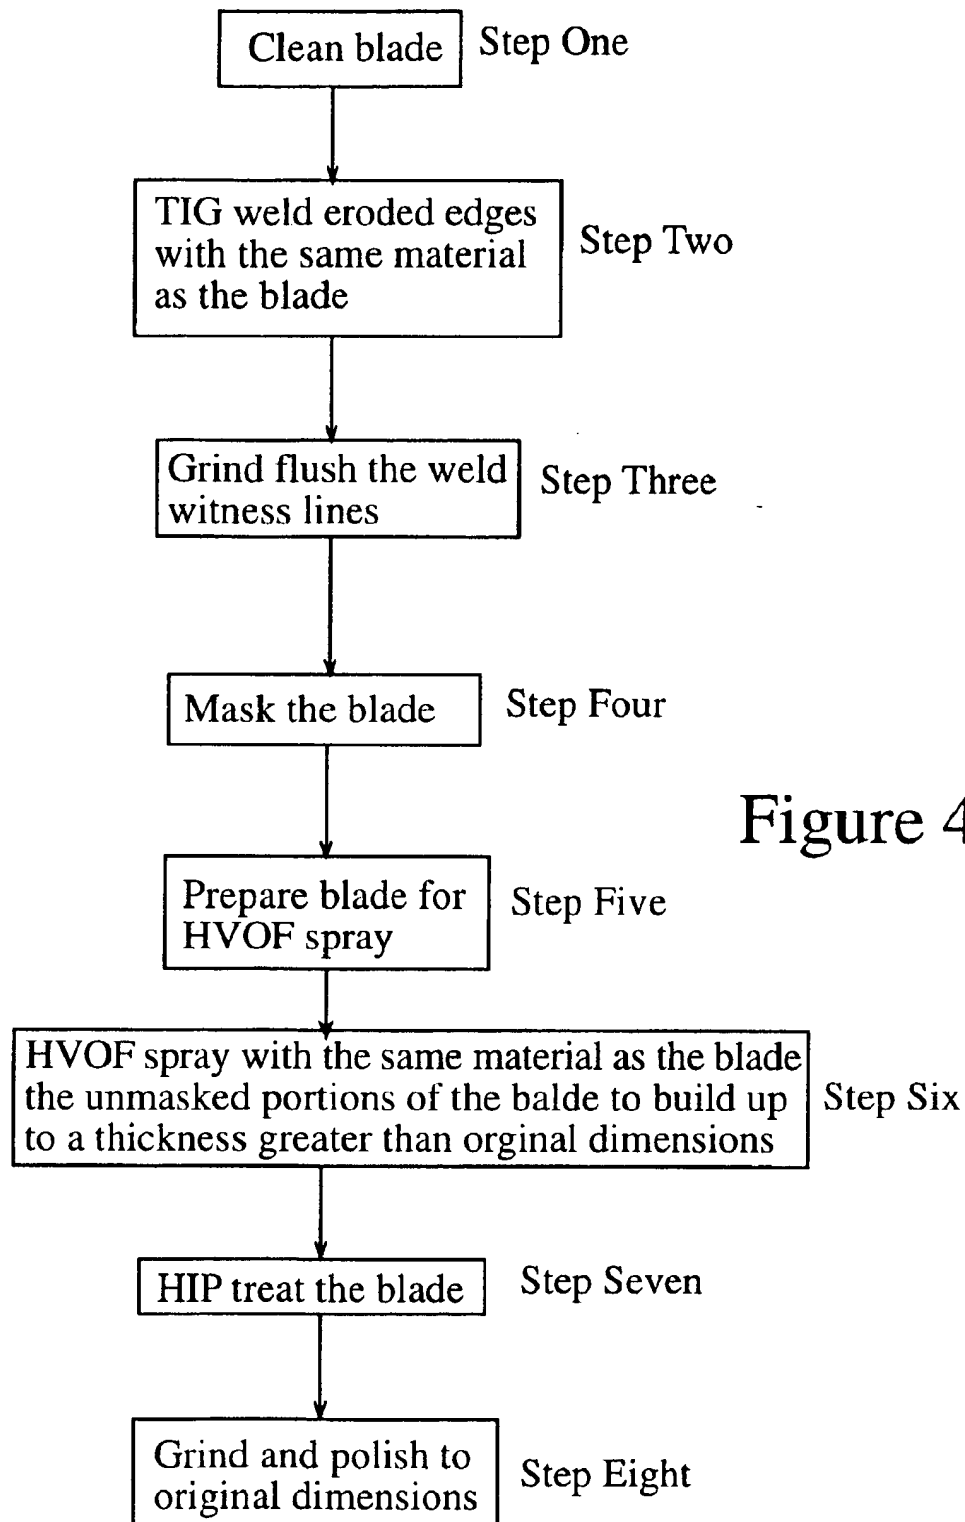 Clean blade
Step One
TIG weld eroded edges
with the same material
as the blade
Step Two
Grind flush the weld
witness lines
Step Three
Mask the blade
Step Four
Figure 4
Prepare blade for
HVOF spray
Step Five
HVOF spray with the same material as the blade
the unmasked portions of the balde to build up
to a thickness greater than orginal dimensions
Step Six
HIP treat the blade
Step Seven
Grind and polish to
original dimensions
Step Eight